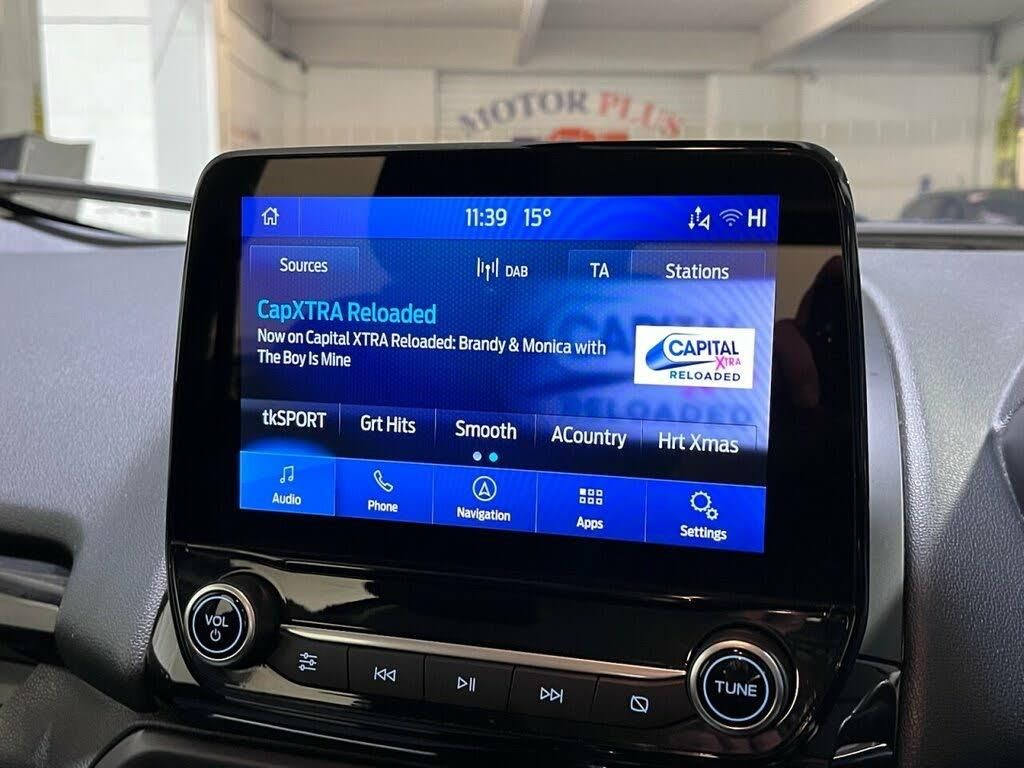 MOTOR PLUS
11:39 15° HI
Sources DAB TA Stations
CapXTRA Reloaded
Now on Capital XTRA Reloaded: Brandy & Monica with
The Boy Is Mine
CAPITAL
XTRA
RELOADED
tkSPORT Grt Hits Smooth ACountry Hrt Xmas
Audio Phone Navigation Apps Settings
VOL
TUNE